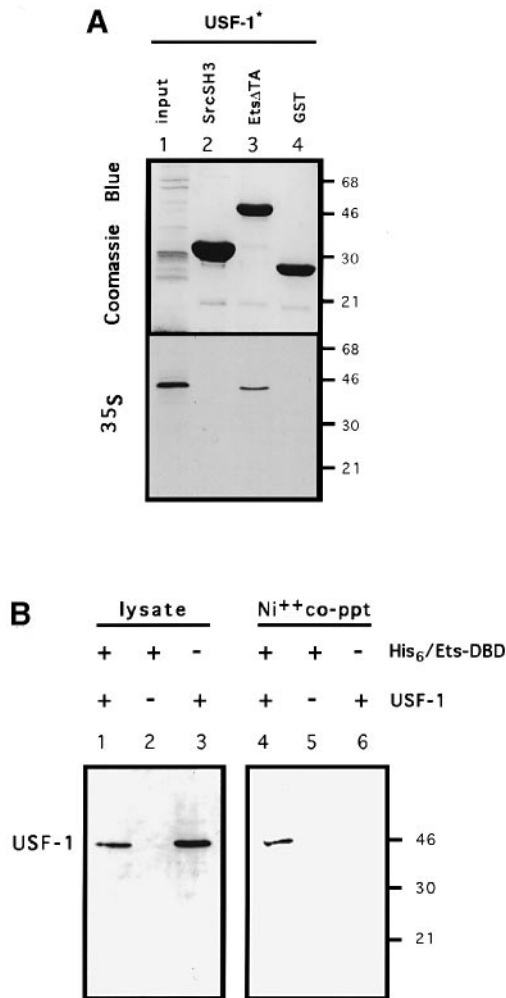 A
USF-1*
input SrcSH3 EtsΔTA GST
1 2 3 4
Coomassie Blue
68
46
30
21
35S
68
46
30
21
B
lysate Ni++co-ppt
+ + - + + - His6/Ets-DBD
+ - + + - + USF-1
1 2 3 4 5 6
USF-1
46
30
21